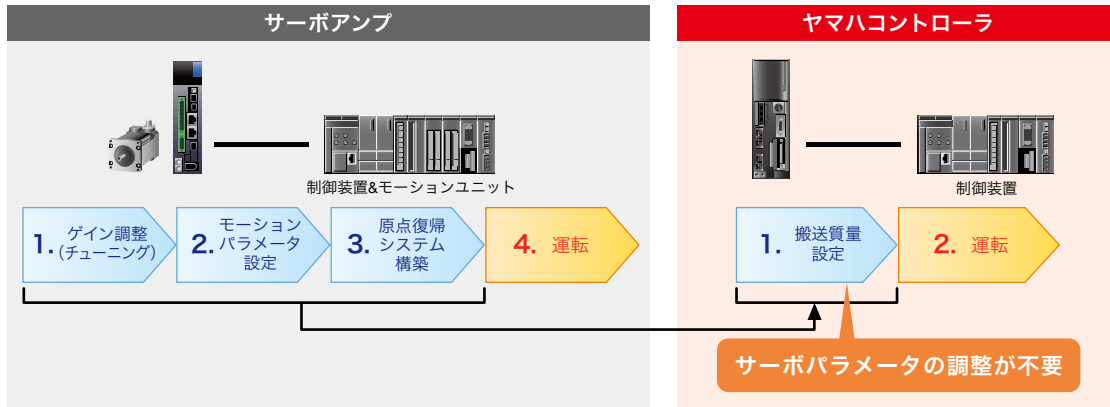 サーボアンプ
制御装置&モーションユニット
1. ゲイン調整
(チューニング)
2. モーション
パラメータ
設定
3. 原点復帰
システム
構築
4. 運転
ヤマハコントローラ
制御装置
1. 搬送質量
設定
2. 運転
サーボパラメータの調整が不要